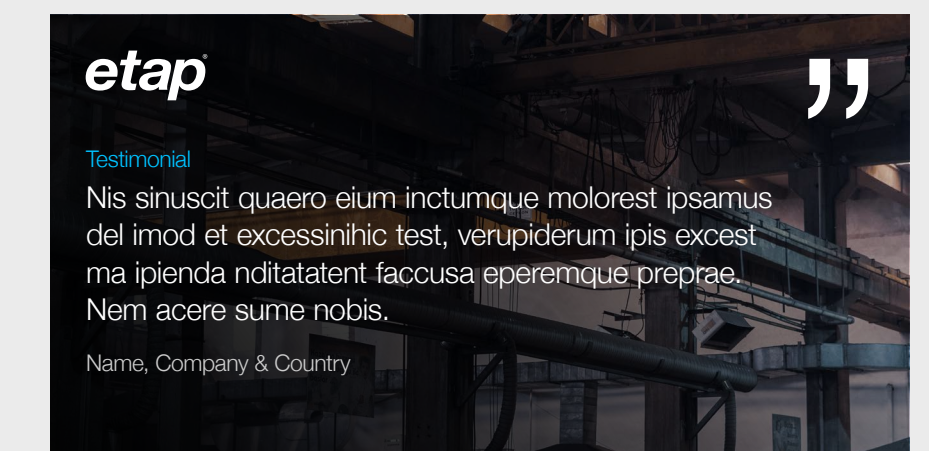 etap®
”
Testimonial
Nis sinuscit quaero eium inctumque molorest ipsamus
del imod et excessinihic test, verupiderum ipis excest
ma ipienda nditatatent faccusa eperemque preprae.
Nem acere sume nobis.
Name, Company & Country